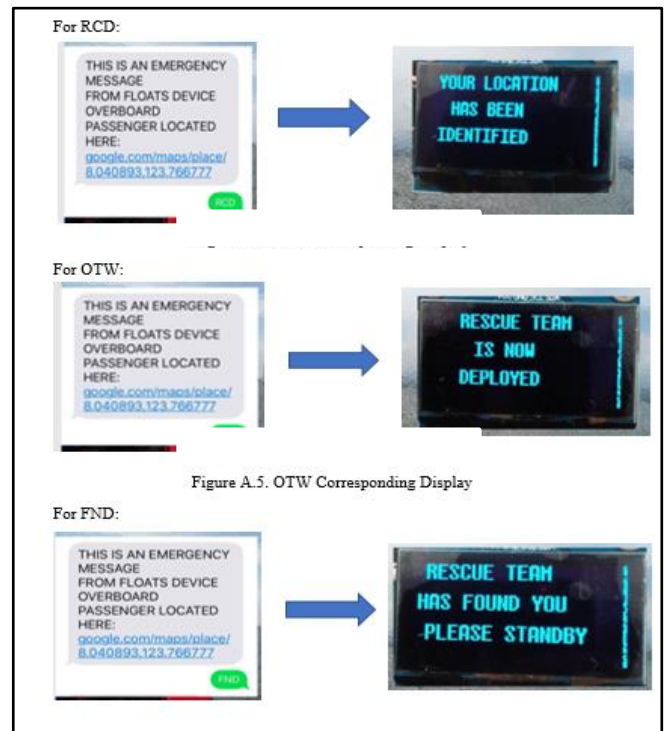 For RCD:
THIS IS AN EMERGENCY
MESSAGE
FROM FLOATS DEVICE
OVERBOARD
PASSENGER LOCATED
HERE:
google.com/maps/place/
8.040893,123.766777
RCD
YOUR LOCATION
HAS BEEN
IDENTIFIED
For OTW:
THIS IS AN EMERGENCY
MESSAGE
FROM FLOATS DEVICE
OVERBOARD
PASSENGER LOCATED
HERE:
google.com/maps/place/
8.040893,123.766777
RESCUE TEAM
IS NOW
DEPLOYED
Figure A.5. OTW Corresponding Display
For FND:
THIS IS AN EMERGENCY
MESSAGE
FROM FLOATS DEVICE
OVERBOARD
PASSENGER LOCATED
HERE:
google.com/maps/place/
8.040893,123.766777
FND
RESCUE TEAM
HAS FOUND YOU
PLEASE STANDBY